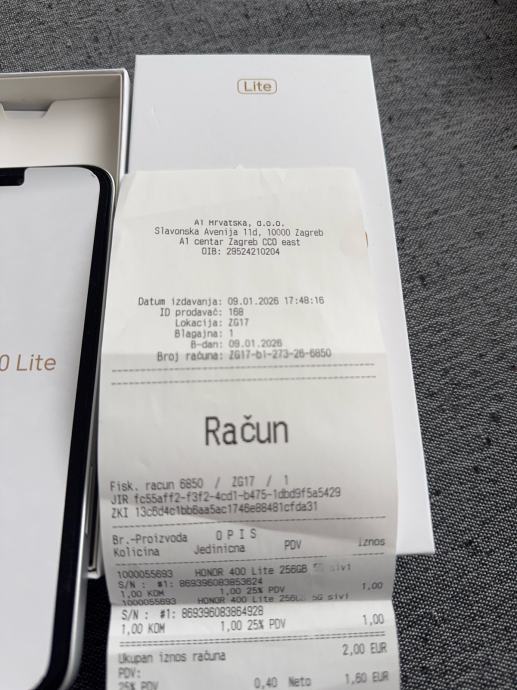 Lite
0 Lite
A1 Hrvatska, d.o.o.
Slavonska Avenija 11d, 10000 Zagreb
A1 centar Zagreb CCO east
OIB: 29524210204
Datum izdavanja: 09.01.2026 17:48:16
ID prodavač: 168
Lokacija: ZG17
Blagajna: 1
B-dan: 09.01.2026
Broj računa: ZG17-b1-273-26-6850
Račun
Fisk. racun 6850 / ZG17 / 1
JIR fc55aff2-f3f2-4cd1-b475-1dbd9f5a5429
ZKI 13c6d4c1bb6aa5ac1746e88481cfda31
Br.-Proizvoda O P I S
Kolicina Jedinicna PDV Iznos
1000055693 HONOR 400 Lite 256GB 5G sivi
S/N : #1: 869396083853624
1,00 KOM 1,00 25% PDV 1,00
1000055693 HONOR 400 Lite 256GB 5G sivi
S/N : #1: 869396083864928
1,00 KOM 1,00 25% PDV 1,00
Ukupan iznos računa 2,00 EUR
PDV:
25% PDV 0,40 Neto 1,60 EUR